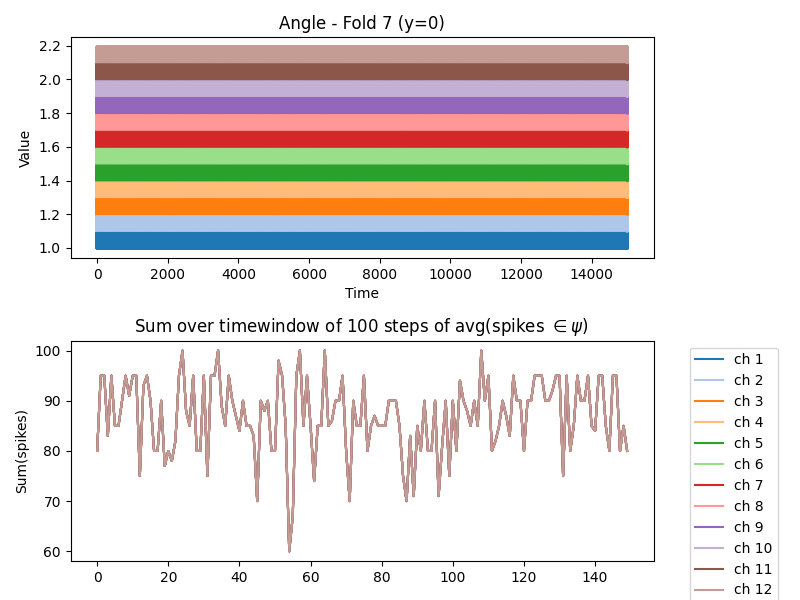 Angle - Fold 7 (y=0)
2.2
2.0
1.8
1.6
1.4
1.2
1.0
Value
0 2000 4000 6000 8000 10000 12000 14000
Time
Sum over timewindow of 100 steps of avg(spikes ∈ ψ)
100
90
80
70
60
Sum(spikes)
0 20 40 60 80 100 120 140
ch 1
ch 2
ch 3
ch 4
ch 5
ch 6
ch 7
ch 8
ch 9
ch 10
ch 11
ch 12